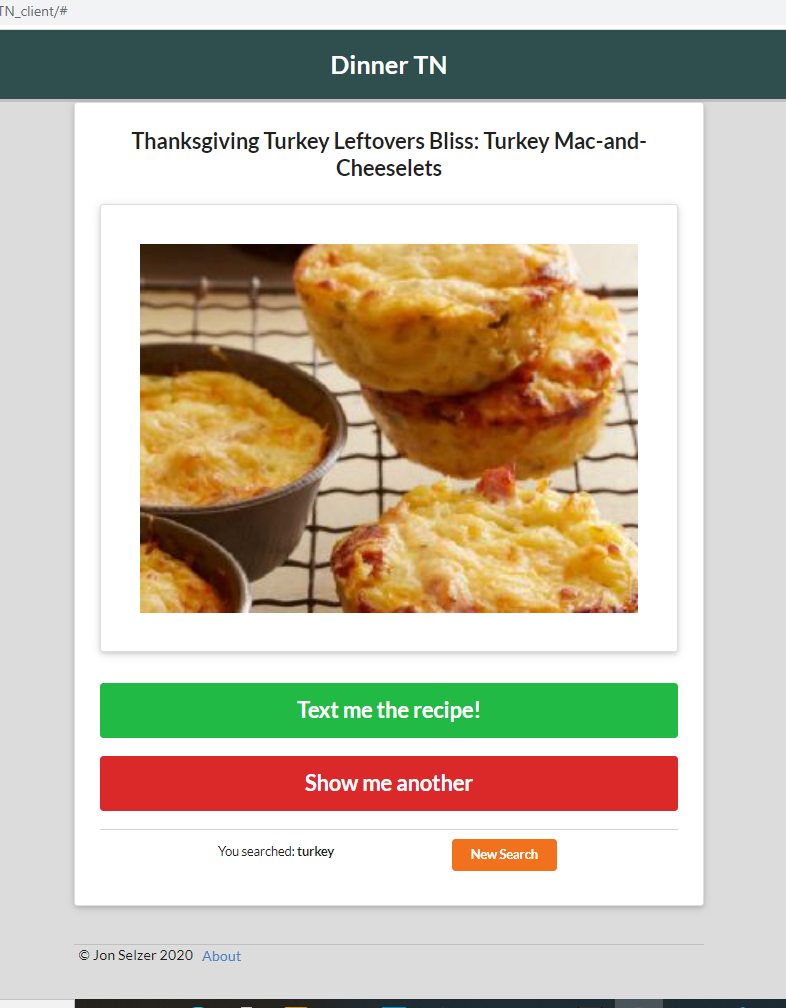 TN_client/#
Dinner TN
Thanksgiving Turkey Leftovers Bliss: Turkey Mac-and-
Cheeselets
Text me the recipe!
Show me another
You searched: turkey
New Search
© Jon Selzer 2020 About